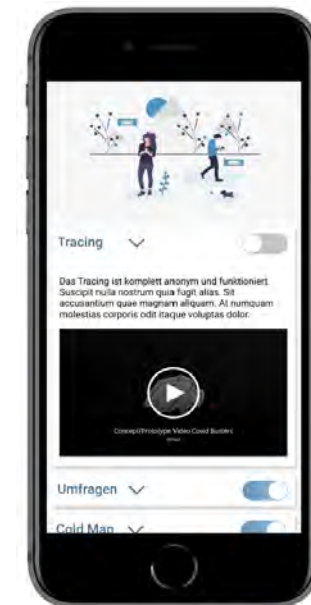 Tracing
Das Tracing ist komplett anonym und funktioniert
Suscipit nulla nostrum quia fugit alias. Sit
accusantium quae magnam aliquam. At numquam
molestias corporis odit itaque voluptas dolor.
Concept/Prototype Video Covid Busters
Umfragen
Cold Map